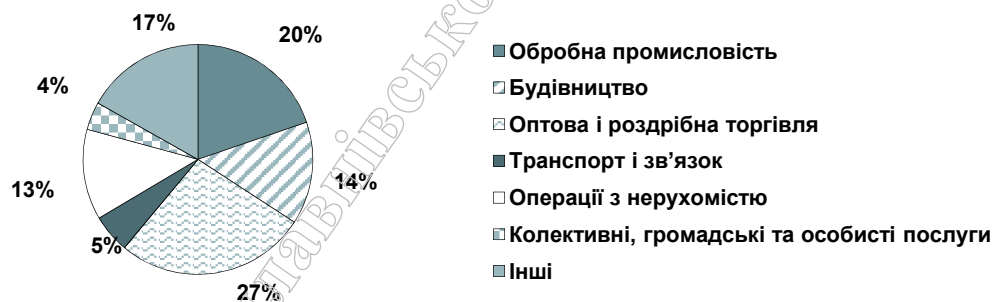 17%
20%
4%
13%
14%
5%
27%
Обробна промисловість
Будівництво
Оптова і роздрібна торгівля
Транспорт і зв'язок
Операції з нерухомістю
Колективні, громадські та особисті послуги
Інші